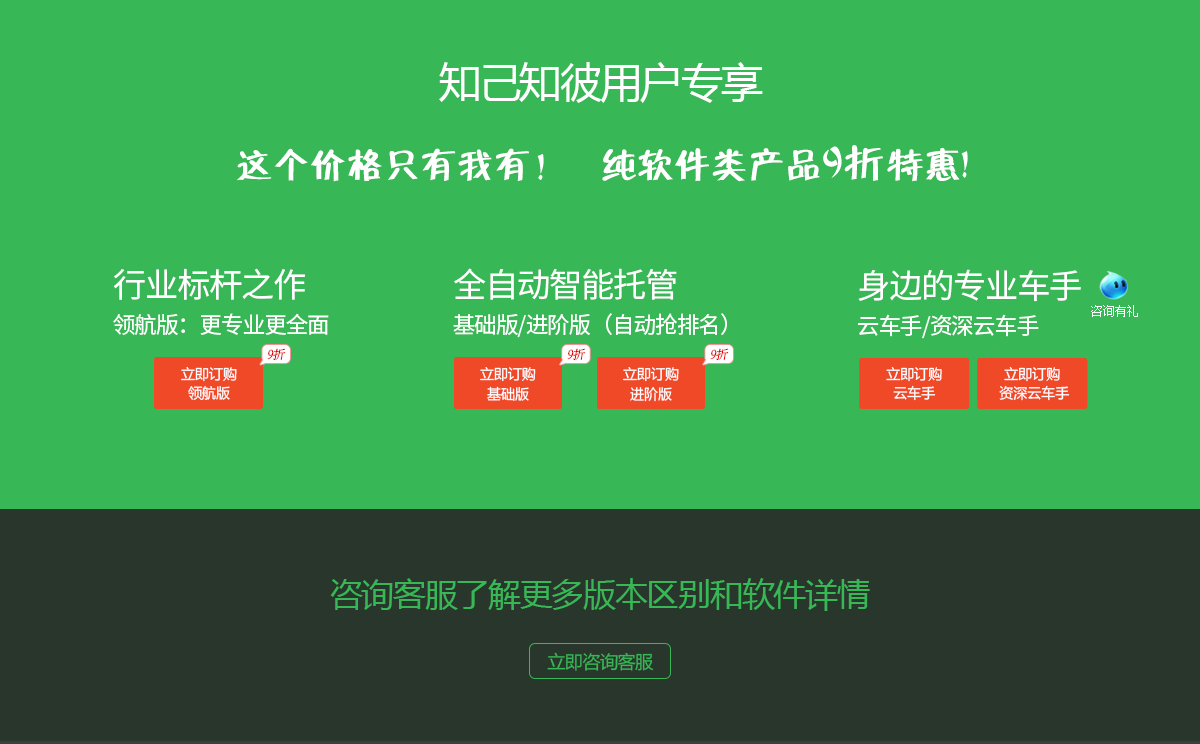 知己知彼用户专享
这个价格只有我有！ 纯软件类产品9折特惠!
行业标杆之作
领航版：更专业更全面
9折
立即订购
领航版
全自动智能托管
基础版/进阶版（自动抢排名）
9折
立即订购
基础版
9折
立即订购
进阶版
身边的专业车手
咨询有礼
云车手/资深云车手
立即订购
云车手
立即订购
资深云车手
咨询客服了解更多版本区别和软件详情
立即咨询客服